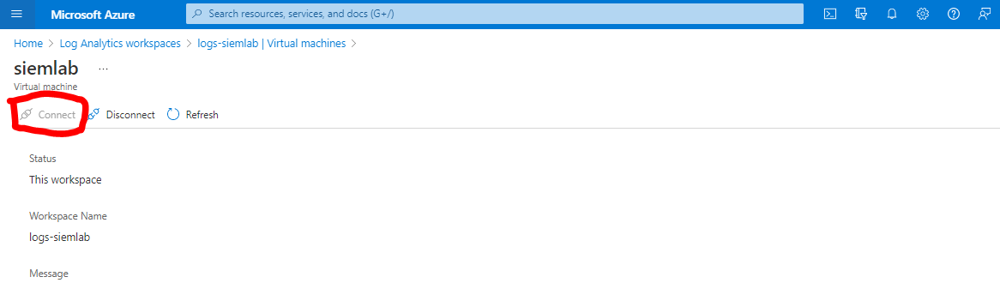 Microsoft Azure
Search resources, services, and docs (G+/)
Home > Log Analytics workspaces > logs-siemlab | Virtual machines >
siemlab ...
Virtual machine
Connect Disconnect Refresh
Status
This workspace
Workspace Name
logs-siemlab
Message